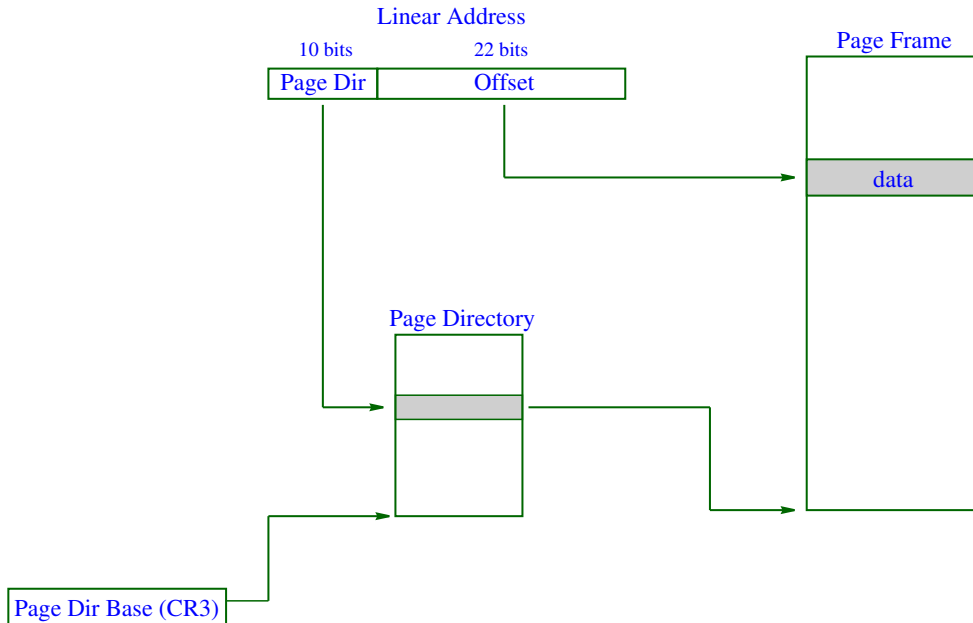 Linear Address
10 bits
22 bits
Page Dir
Offset
Page Frame
data
Page Directory
Page Dir Base (CR3)